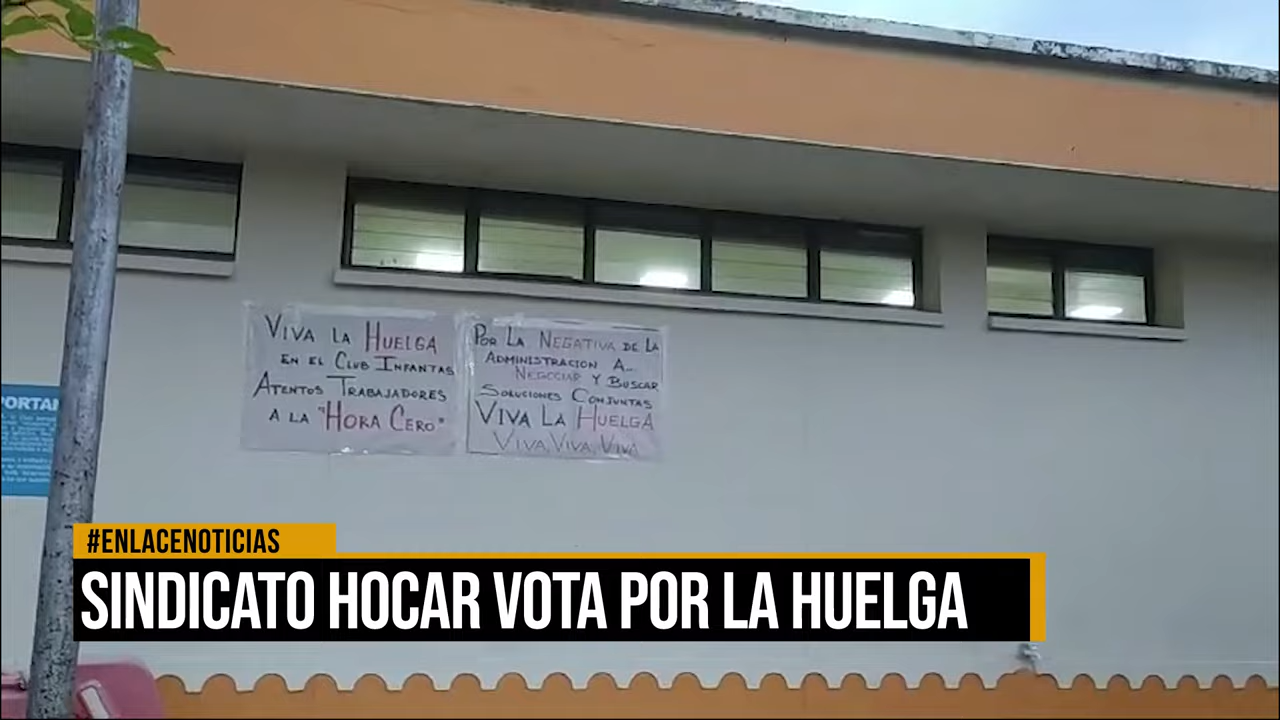 VIVA LA HUELGA
EN EL CLUB INFANTAS
ATENTOS TRABAJADORES
A LA "HORA CERO"
POR LA NEGATIVA DE LA
ADMINISTRACION A...
NEGOCIAR Y BUSCAR
SOLUCIONES CONJUNTAS
VIVA LA HUELGA
VIVA, VIVA, VIVA
PORTA
#ENLACENOTICIAS
SINDICATO HOCAR VOTA POR LA HUELGA